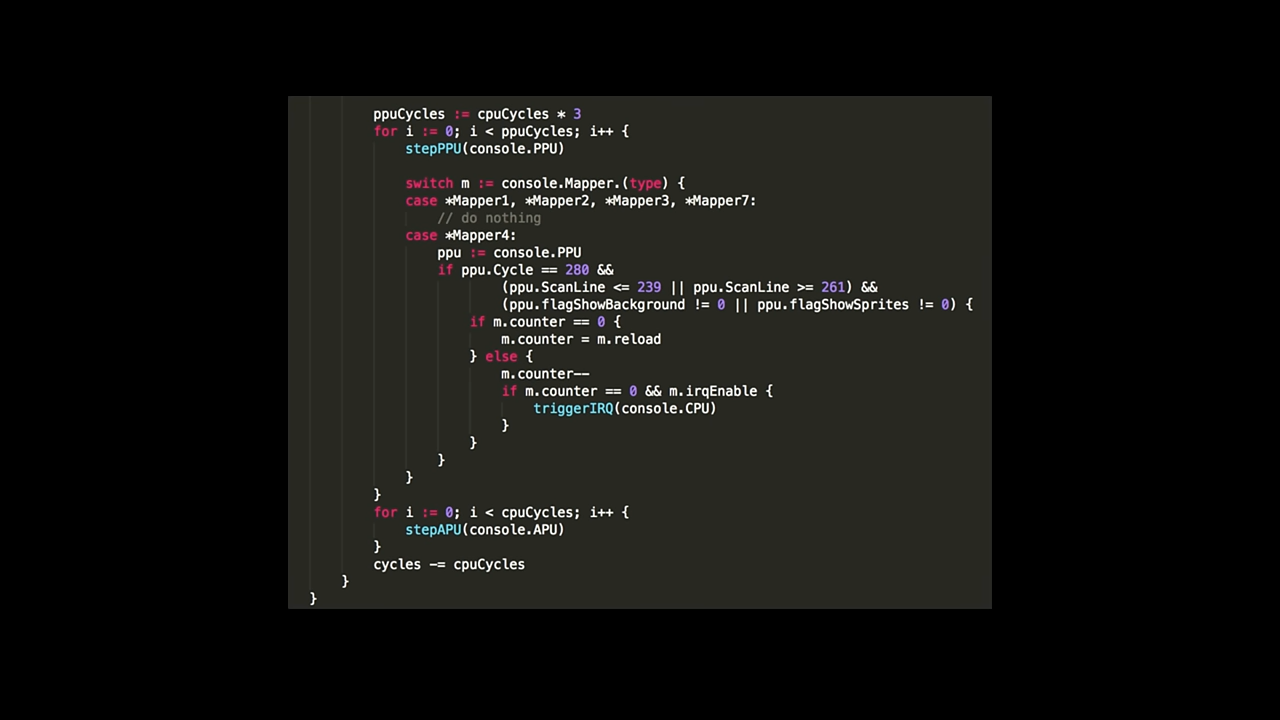 ppuCycles := cpuCycles * 3
for i := 0; i < ppuCycles; i++ {
stepPPU(console.PPU)
switch m := console.Mapper.(type) {
case *Mapper1, *Mapper2, *Mapper3, *Mapper7:
// do nothing
case *Mapper4:
ppu := console.PPU
if ppu.Cycle == 280 &&
(ppu.ScanLine <= 239 || ppu.ScanLine >= 261) &&
(ppu.flagShowBackground != 0 || ppu.flagShowSprites != 0) {
if m.counter == 0 {
m.counter = m.reload
} else {
m.counter--
if m.counter == 0 && m.irqEnable {
triggerIRQ(console.CPU)
}
}
}
}
}
for i := 0; i < cpuCycles; i++ {
stepAPU(console.APU)
}
cycles -= cpuCycles
}
}